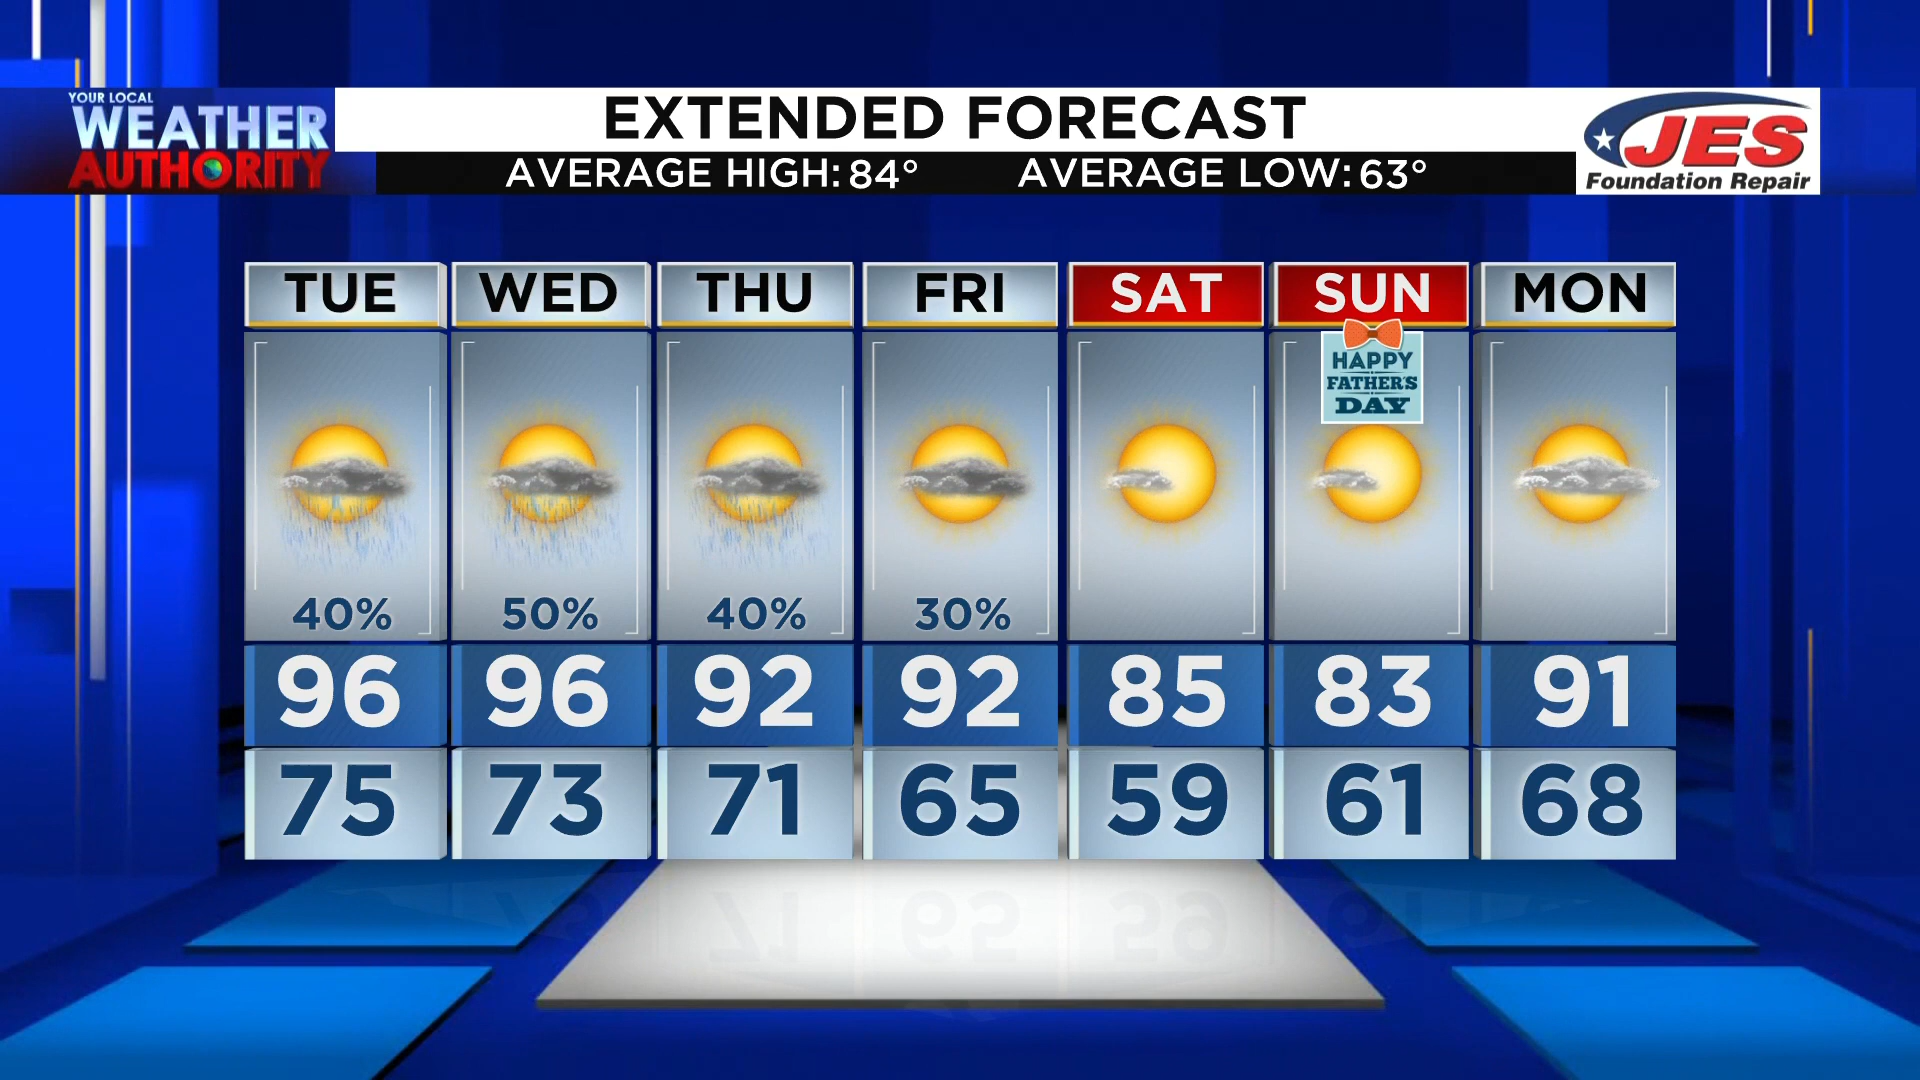 YOUR LOCAL
WEATHER
AUTHORITY
EXTENDED FORECAST
AVERAGE HIGH: 84° AVERAGE LOW: 63°
JES
Foundation Repair
TUE WED THU FRI SAT SUN MON
HAPPY
FATHER'S
DAY
40% 50% 40% 30%
96 96 92 92 85 83 91
75 73 71 65 59 61 68